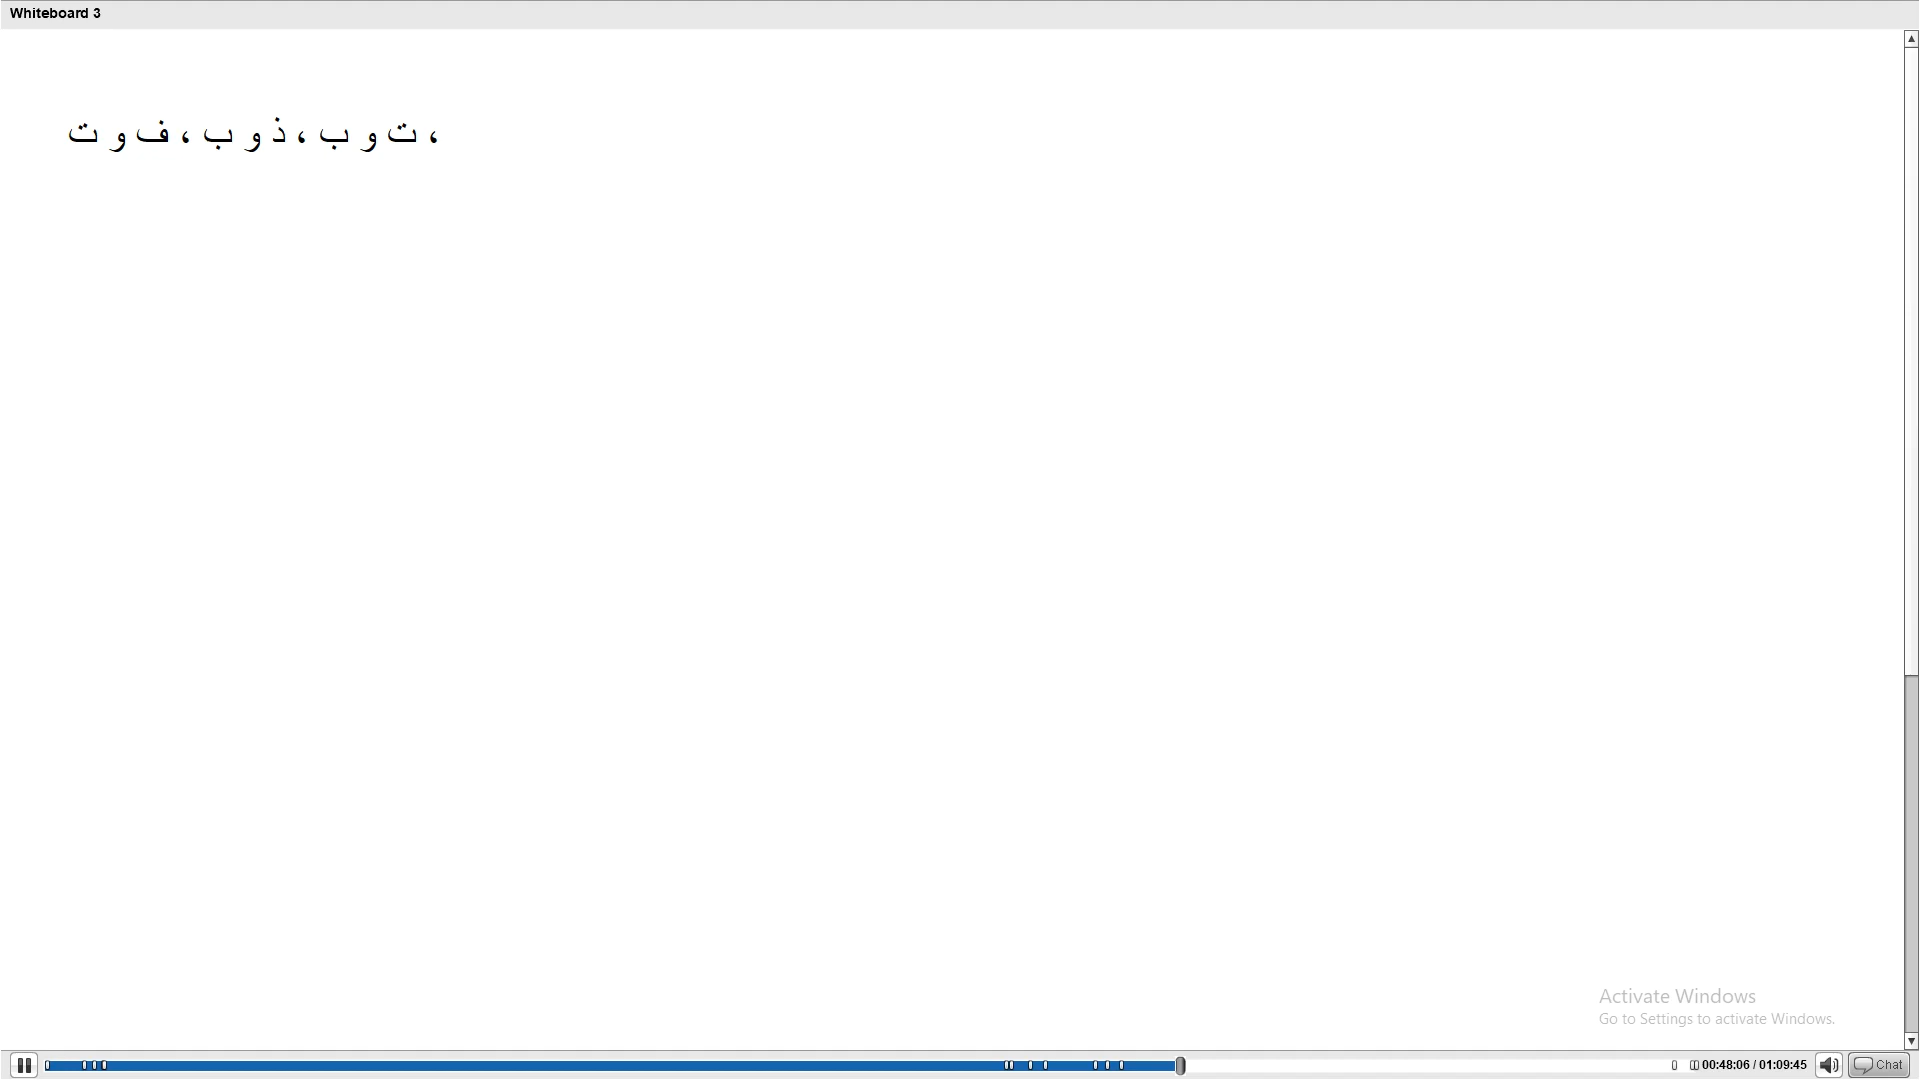 Whiteboard 3
ت و ب ، ذ و ب ، ف و ت ،
Activate Windows
Go to Settings to activate Windows.
00:48:06 / 01:09:45 Chat